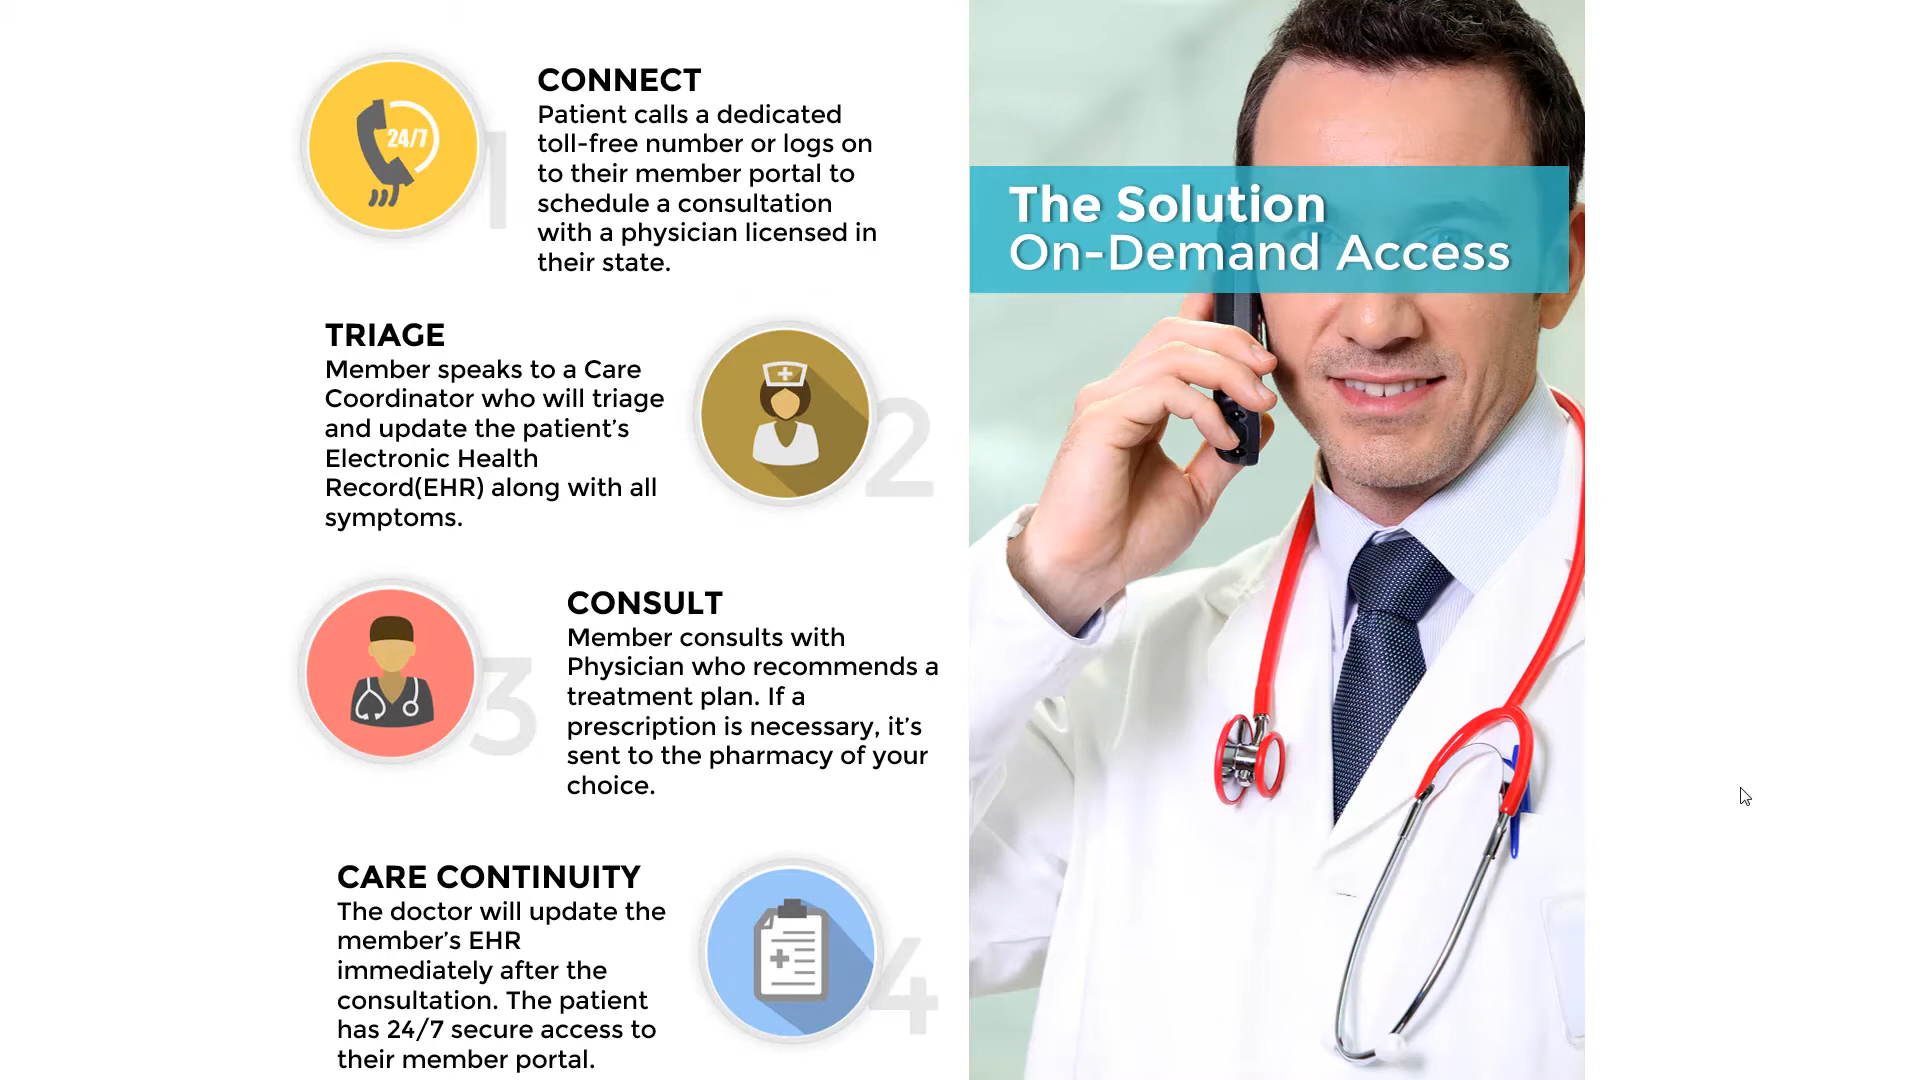 CONNECT
Patient calls a dedicated
toll-free number or logs on
to their member portal to
schedule a consultation
with a physician licensed in
their state.
24/7
1
TRIAGE
Member speaks to a Care
Coordinator who will triage
and update the patient’s
Electronic Health
Record(EHR) along with all
symptoms.
2
CONSULT
Member consults with
Physician who recommends a
treatment plan. If a
prescription is necessary, it’s
sent to the pharmacy of your
choice.
3
CARE CONTINUITY
The doctor will update the
member’s EHR
immediately after the
consultation. The patient
has 24/7 secure access to
their member portal.
4
The Solution
On-Demand Access